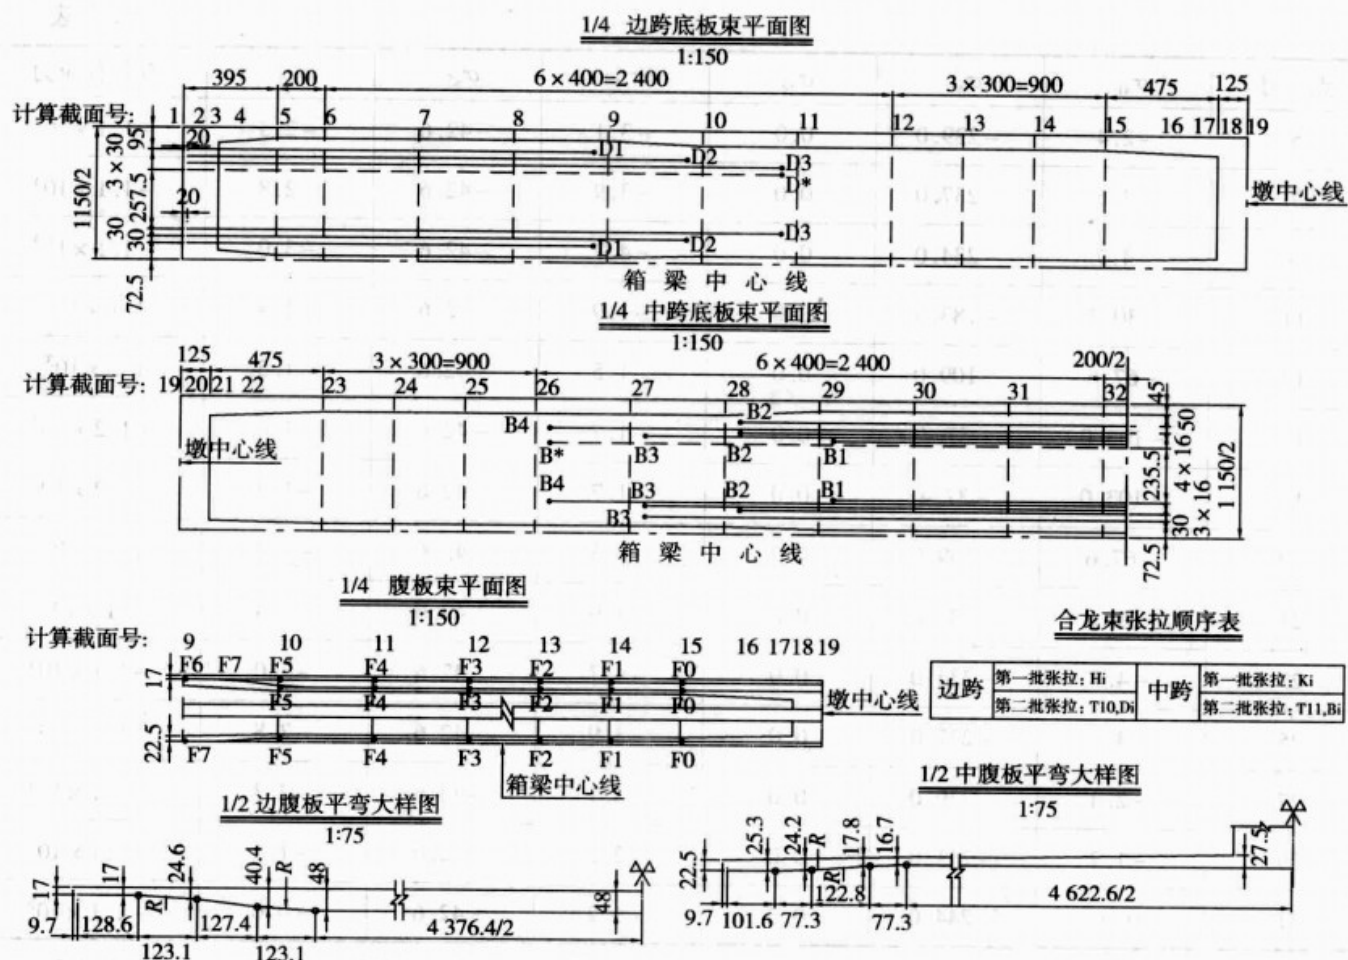 1/4 边跨底板束平面图
1:150
395 200 6×400=2 400 3×300=900 475 125
计算截面号: 1 2 3 4 5 6 7 8 9 10 11 12 13 14 15 16 17 18 19
95
20
3×30
257.5
20
30
30
72.5
1150/2
D1 D2 D3
D*
D3
D1 D2
墩中心线
箱梁中心线
1/4 中跨底板束平面图
1:150
125 475 3×300=900 6×400=2 400 200/2
计算截面号: 19 20 21 22 23 24 25 26 27 28 29 30 31 32
45
50
4×16
235.5
3×16
30
72.5
1 150/2
B2
B4
B* B3 B2 B1
B4 B3 B2 B1
B3
墩中心线
箱梁中心线
1/4 腹板束平面图
1:150
计算截面号: 9 10 11 12 13 14 15 16 17 18 19
F6 F7 F5 F4 F3 F2 F1 F0
17
F5 F4 F3 F2 F1 F0
22.5
F7 F5 F4 F3 F2 F1 F0
墩中心线
箱梁中心线
合龙束张拉顺序表
边跨 第一批张拉: Hi 中跨 第一批张拉: Ki
第二批张拉: T10,Di 第二批张拉: T11,Bi
1/2 边腹板平弯大样图
1:75
17 17 24.6 40.4 R 48
R 48
9.7 128.6 127.4 4 376.4/2
123.1 123.1
1/2 中腹板平弯大样图
1:75
22.5 25.3 24.2 R 17.8 16.7 27.5
R
122.8 4 622.6/2
9.7 101.6 77.3 77.3